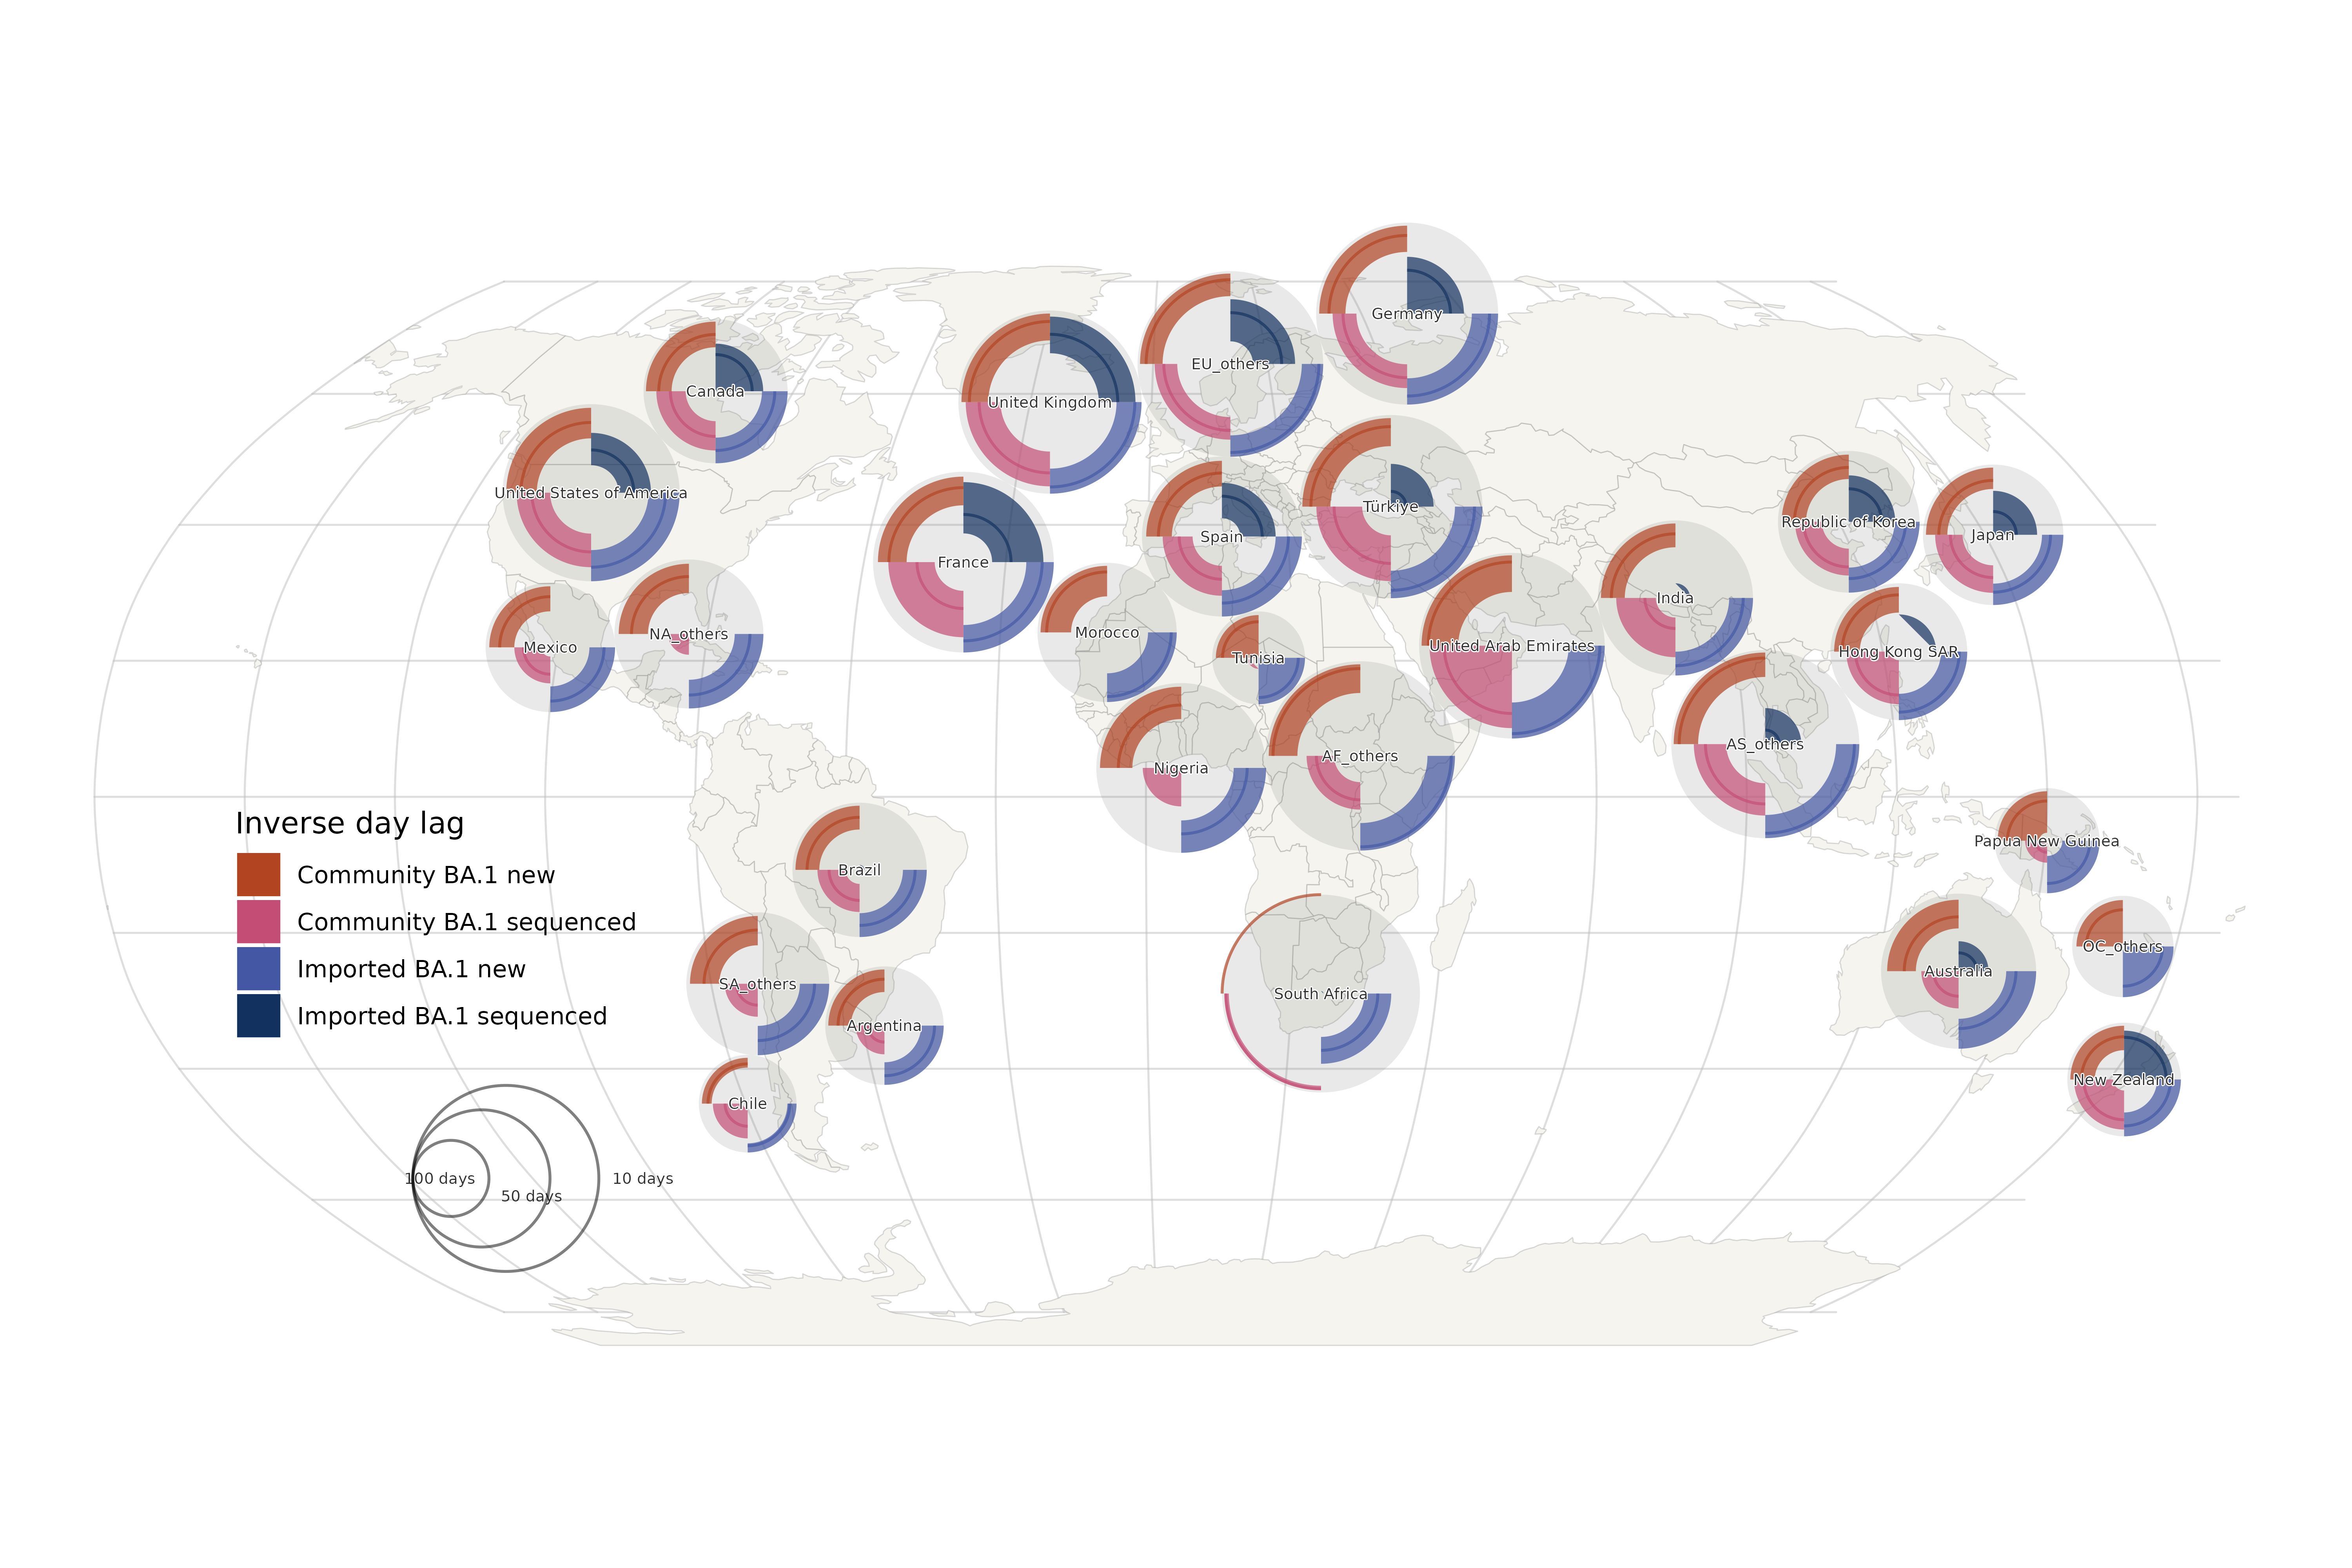 Germany
EU_others
Canada
United Kingdom
United States of America
Türkiye
Republic of Korea
Spain
Japan
France
India
Morocco
NA_others
Mexico
Tunisia
United Arab Emirates
Hong Kong SAR
AS_others
AF_others
Nigeria
Papua New Guinea
Brazil
OC_others
Australia
SA_others
South Africa
Argentina
New Zealand
Chile
Inverse day lag
Community BA.1 new
Community BA.1 sequenced
Imported BA.1 new
Imported BA.1 sequenced
100 days
50 days
10 days